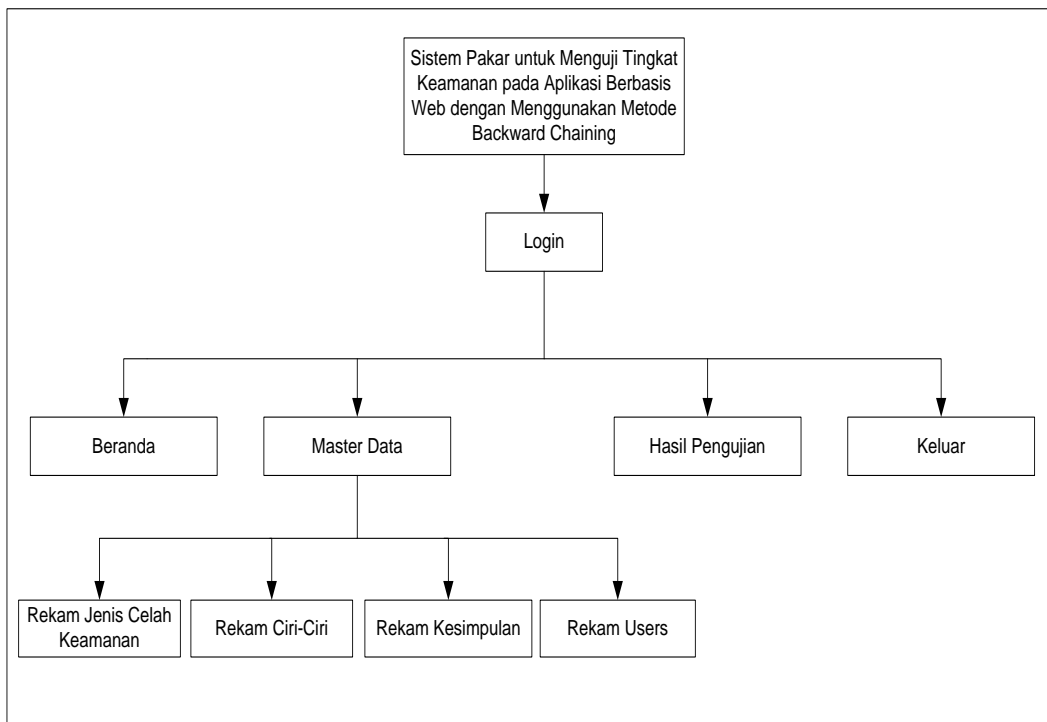 Sistem Pakar untuk Menguji Tingkat
Keamanan pada Aplikasi Berbasis
Web dengan Menggunakan Metode
Backward Chaining
Login
Beranda
Master Data
Hasil Pengujian
Keluar
Rekam Jenis Celah
Keamanan
Rekam Ciri-Ciri
Rekam Kesimpulan
Rekam Users